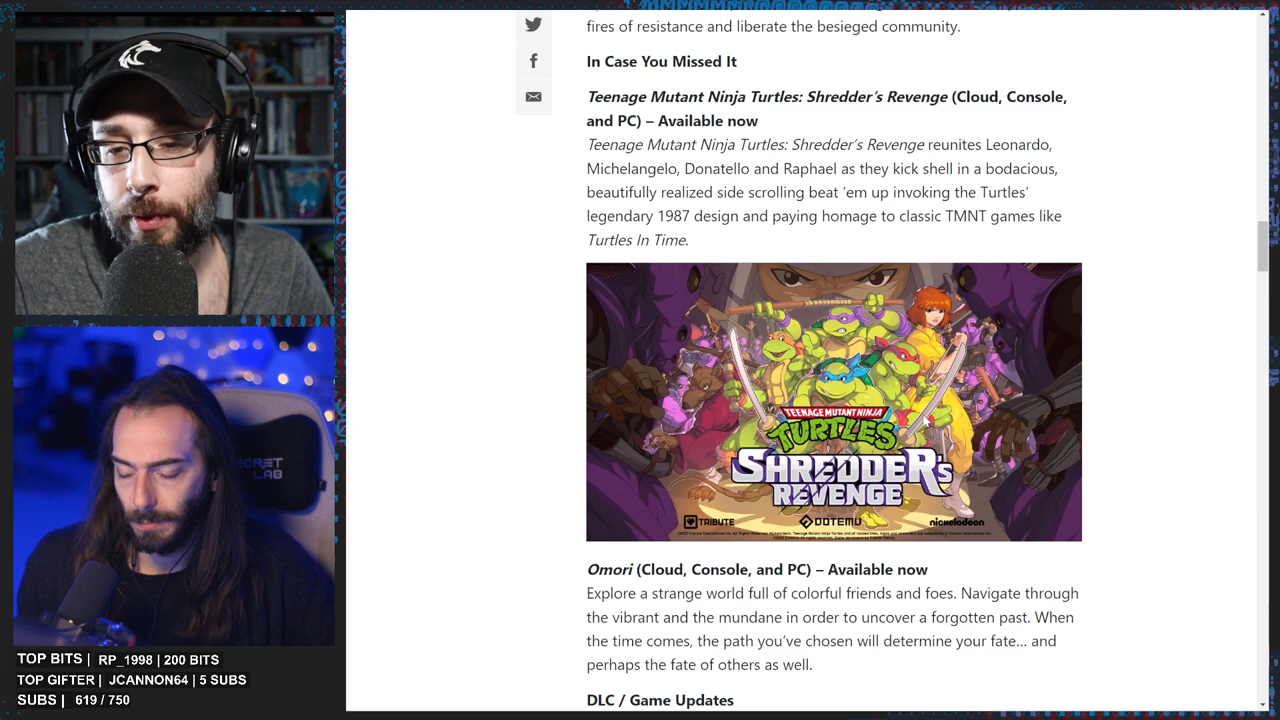 fires of resistance and liberate the besieged community.
In Case You Missed It
Teenage Mutant Ninja Turtles: Shredder’s Revenge (Cloud, Console,
and PC) – Available now
Teenage Mutant Ninja Turtles: Shredder’s Revenge reunites Leonardo,
Michelangelo, Donatello and Raphael as they kick shell in a bodacious,
beautifully realized side scrolling beat ‘em up invoking the Turtles’
legendary 1987 design and paying homage to classic TMNT games like
Turtles In Time.
TEENAGE MUTANT NINJA
TURTLES
SHREDDER's
REVENGE
TRIBUTE
DOTEMU
nickelodeon
Omori (Cloud, Console, and PC) – Available now
Explore a strange world full of colorful friends and foes. Navigate through
the vibrant and the mundane in order to uncover a forgotten past. When
the time comes, the path you’ve chosen will determine your fate… and
perhaps the fate of others as well.
DLC / Game Updates
LAB
TOP BITS | RP_1998 | 200 BITS
TOP GIFTER | JCANNON64 | 5 SUBS
SUBS | 619 / 750